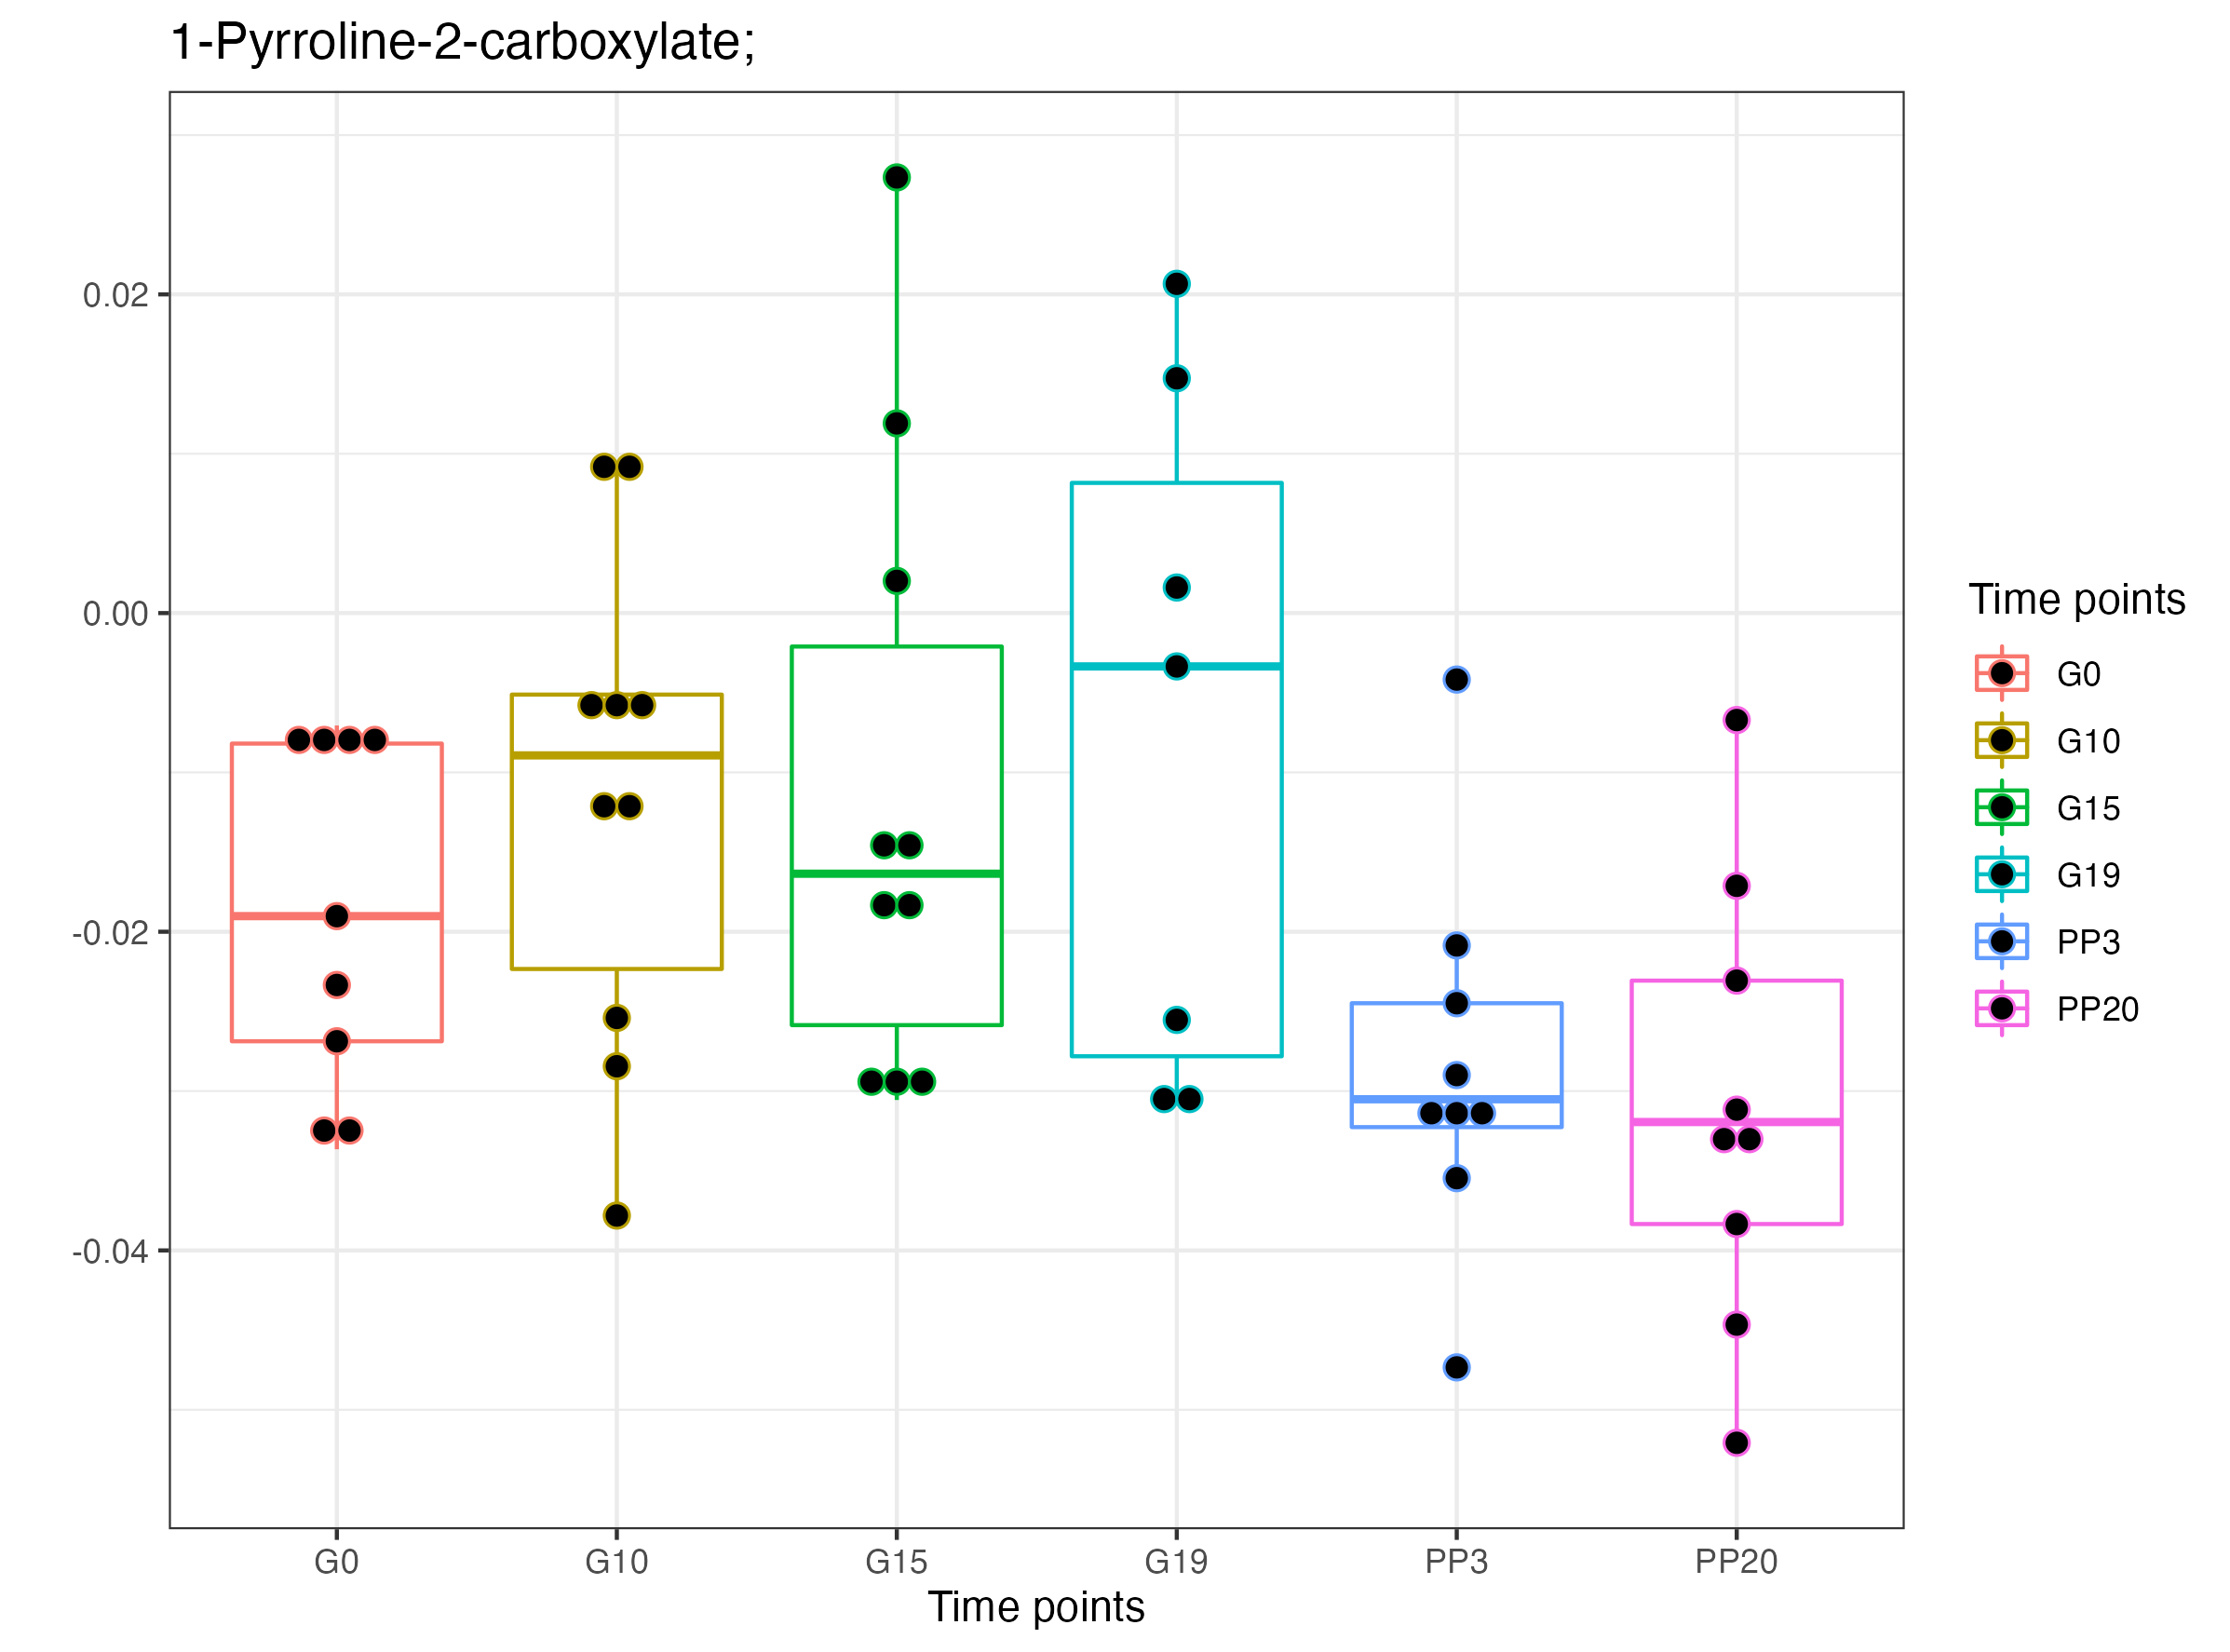 1-Pyrroline-2-carboxylate;
0.02
0.00
-0.02
-0.04
G0 G10 G15 G19 PP3 PP20
Time points
Time points
G0
G10
G15
G19
PP3
PP20